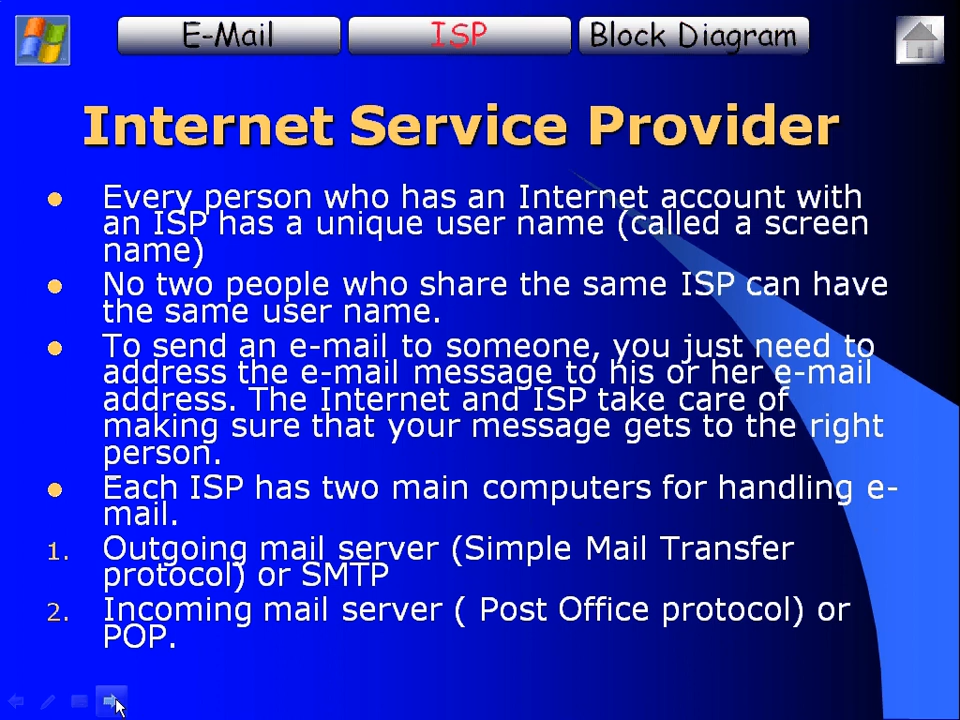 E-Mail ISP Block Diagram
Internet Service Provider
Every person who has an Internet account with
an ISP has a unique user name (called a screen
name)
No two people who share the same ISP can have
the same user name.
To send an e-mail to someone, you just need to
address the e-mail message to his or her e-mail
address. The Internet and ISP take care of
making sure that your message gets to the right
person.
Each ISP has two main computers for handling e-
mail.
1. Outgoing mail server (Simple Mail Transfer
protocol) or SMTP
2. Incoming mail server ( Post Office protocol) or
POP.